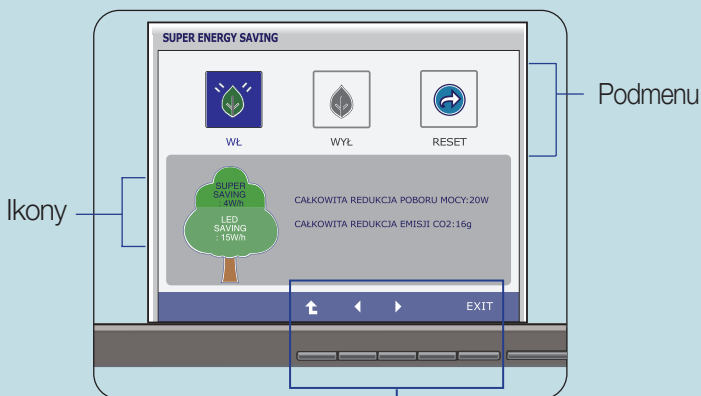 SUPER ENERGY SAVING
WŁ
WYŁ
RESET
Podmenu
Ikony
SUPER
SAVING
: 4W/h
LED
SAVING
: 15W/h
CAŁKOWITA REDUKCJA POBORU MOCY:20W
CAŁKOWITA REDUKCJA EMISJI CO2:16g
EXIT